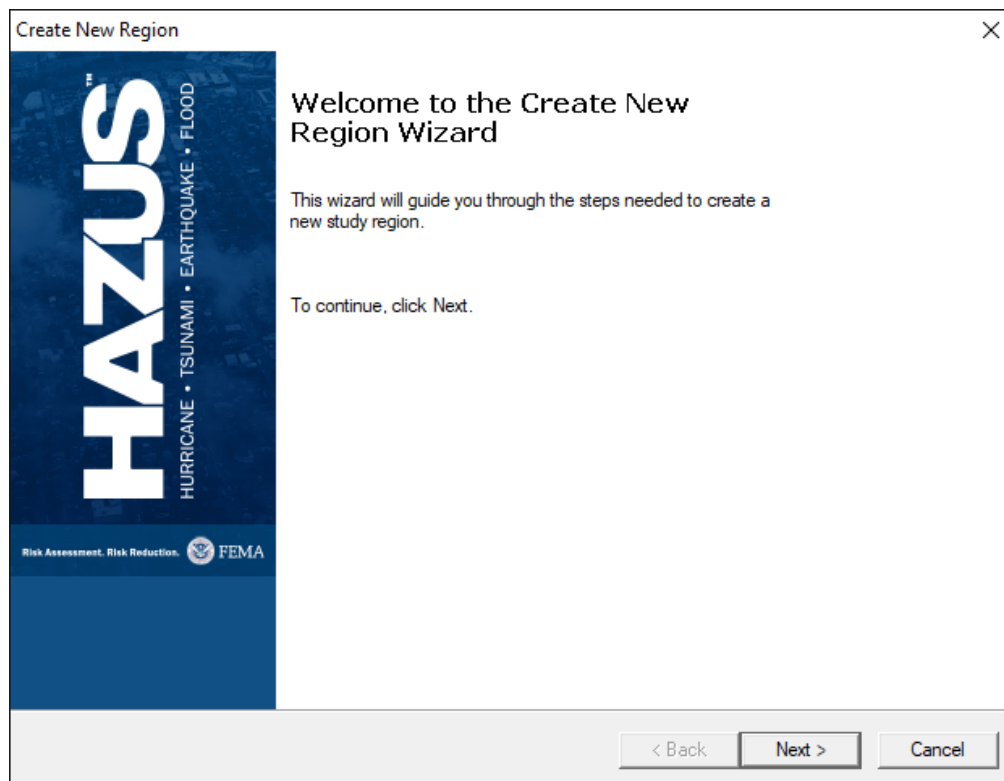 Create New Region
HAZUS™
HURRICANE • TSUNAMI • EARTHQUAKE • FLOOD
Risk Assessment. Risk Reduction. FEMA
Welcome to the Create New
Region Wizard
This wizard will guide you through the steps needed to create a
new study region.
To continue, click Next.
< Back Next > Cancel